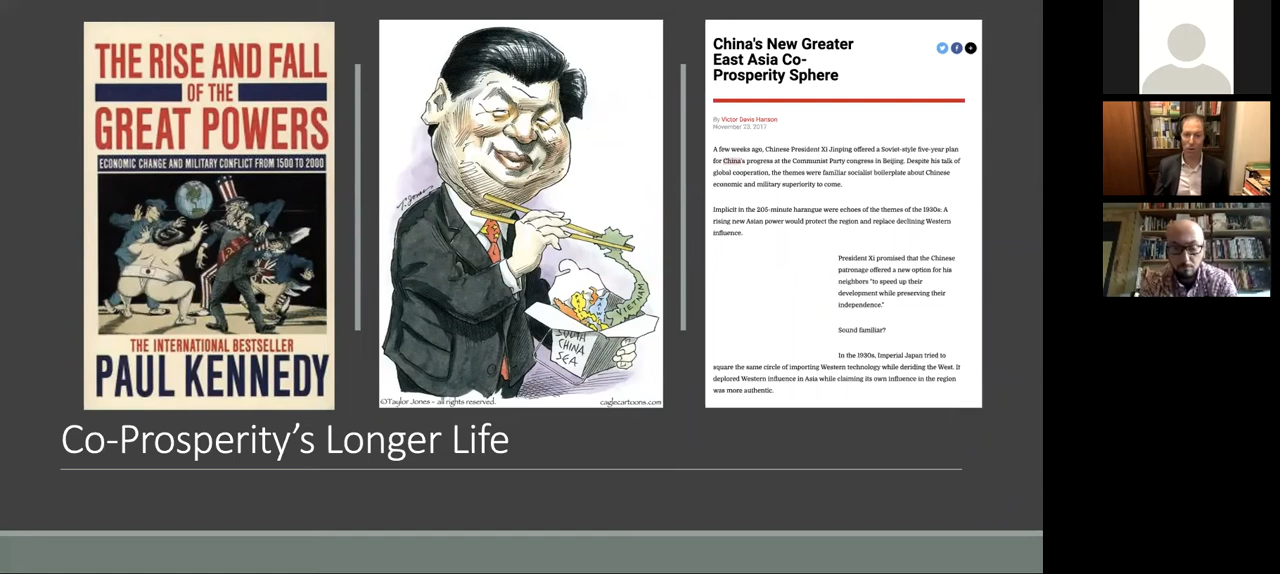 THE RISE AND FALL
OF THE
GREAT POWERS
ECONOMIC CHANGE AND MILITARY CONFLICT FROM 1500 TO 2000
THE INTERNATIONAL BESTSELLER
PAUL KENNEDY
VIETNAM
SOUTH
CHINA
SEA
©Taylor Jones – all rights reserved.
caglecartoons.com
China's New Greater
East Asia Co-
Prosperity Sphere
By Victor Davis Hanson
November 23, 2017
A few weeks ago, Chinese President Xi Jinping offered a Soviet-style five-year plan
for China's progress at the Communist Party congress in Beijing. Despite his talk of
global cooperation, the themes were familiar socialist boilerplate about Chinese
economic and military superiority to come.
Implicit in the 205-minute harangue were echoes of the themes of the 1930s: A
rising new Asian power would protect the region and replace declining Western
influence.
President Xi promised that the Chinese
patronage offered a new option for his
neighbors "to speed up their
development while preserving their
independence."
Sound familiar?
In the 1930s, Imperial Japan tried to
square the same circle of importing Western technology while deriding the West. It
deplored Western influence in Asia while claiming its own influence in the region
was more authentic.
Co-Prosperity's Longer Life